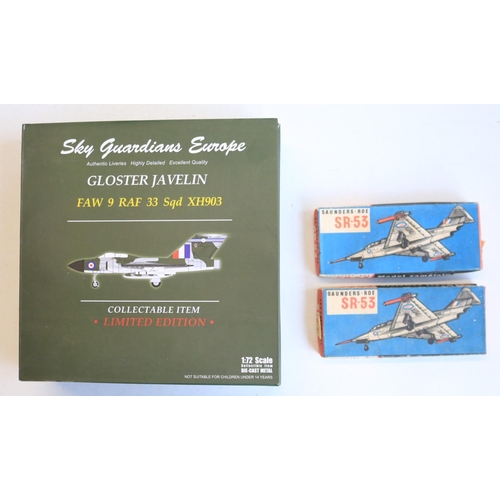 Sky Guardians Europe
Authentic Liveries Highly Detailed Excellent Quality
GLOSTER JAVELIN
FAW 9 RAF 33 Sqd XH903
COLLECTABLE ITEM
• LIMITED EDITION •
1:72 Scale
Collectible Item
DIE-CAST METAL
NOT SUITABLE FOR CHILDREN UNDER 14 YEARS
SAUNDERS-ROE
SR-53
SAUNDERS-ROE
SR-53